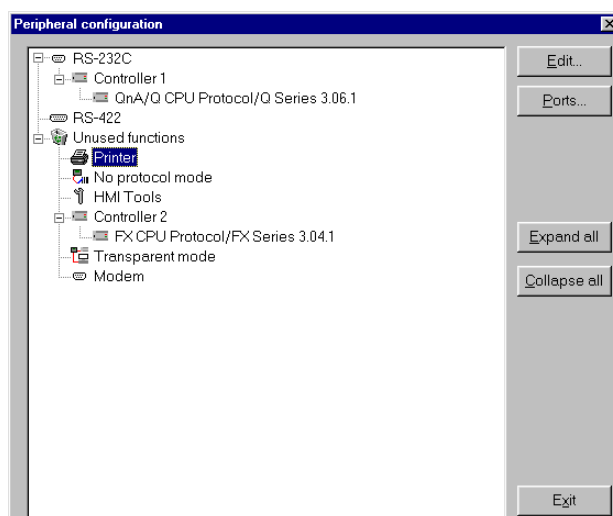 Peripheral configuration
RS-232C
Controller 1
QnA/Q CPU Protocol/Q Series 3.06.1
RS-422
Unused functions
Printer
No protocol mode
HMI Tools
Controller 2
FX CPU Protocol/FX Series 3.04.1
Transparent mode
Modem
Edit...
Ports...
Expand all
Collapse all
Exit